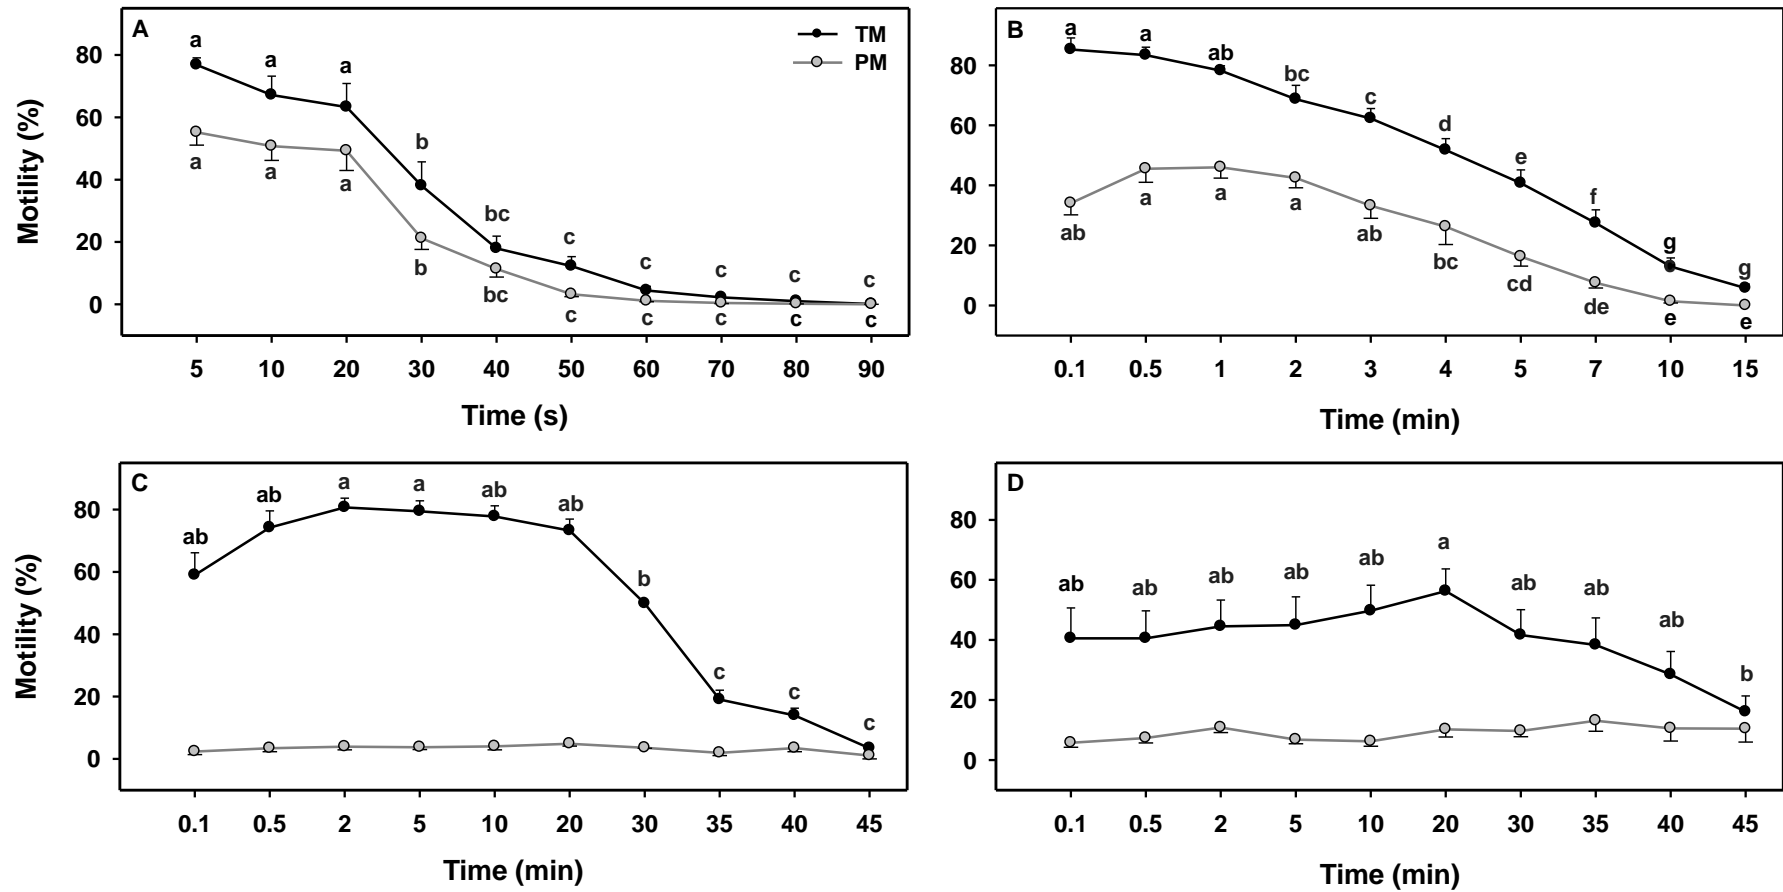 A
TM
PM
Motility (%)
80
60
40
20
0
a a a b bc c c c c c
a a a b bc c c c c c
5 10 20 30 40 50 60 70 80 90
Time (s)
B
80
60
40
20
0
a a ab bc c d e f g g
ab a a a ab bc cd de e e
0.1 0.5 1 2 3 4 5 7 10 15
Time (min)
C
Motility (%)
80
60
40
20
0
ab ab a a ab ab b c c c
0.1 0.5 2 5 10 20 30 35 40 45
Time (min)
D
80
60
40
20
0
ab ab ab ab ab a ab ab ab b
0.1 0.5 2 5 10 20 30 35 40 45
Time (min)